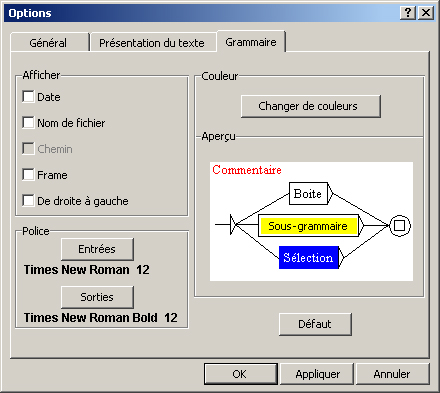 Options
Général
Présentation du texte
Grammaire
Afficher
Date
Nom de fichier
Chemin
Frame
De droite à gauche
Police
Entrées
Times New Roman 12
Sorties
Times New Roman Bold 12
Couleur
Changer de couleurs
Aperçu
Commentaire
Boite
Sous-grammaire
Sélection
Défaut
OK
Appliquer
Annuler